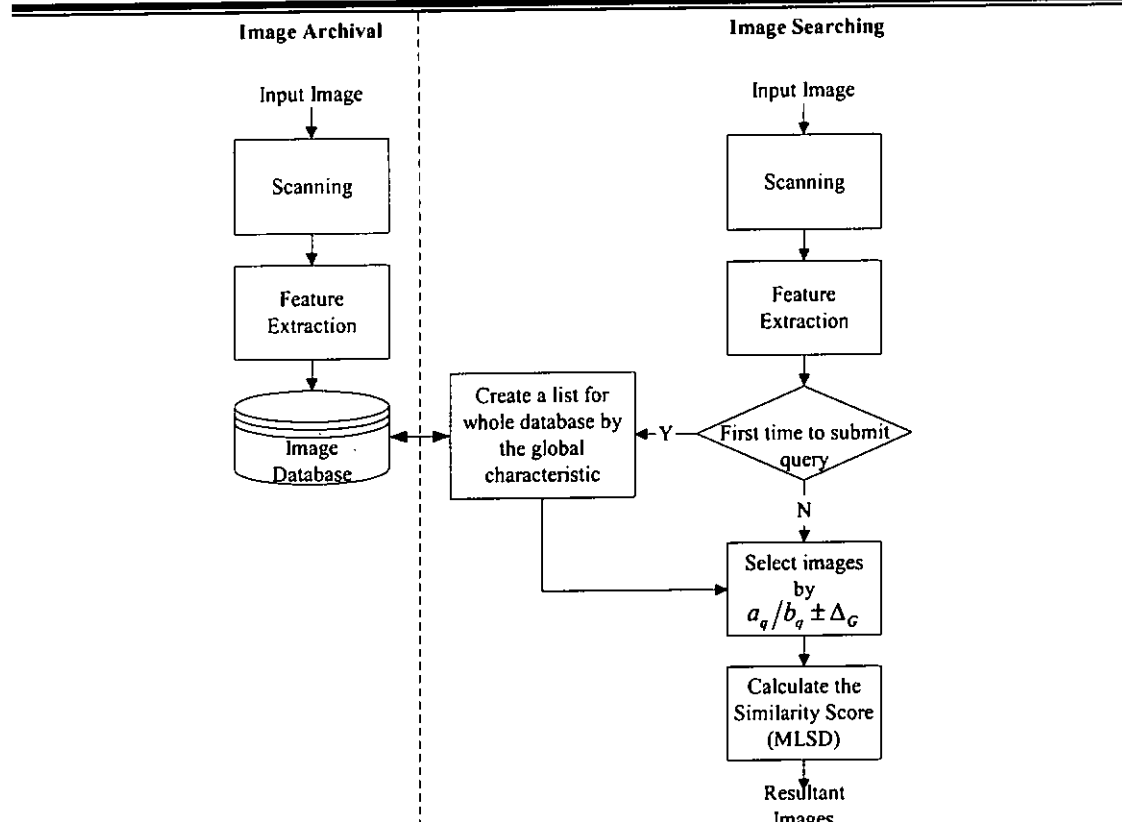 Image Archival
Input Image
Scanning
Feature
Extraction
Image
Database
Image Searching
Input Image
Scanning
Feature
Extraction
First time to submit
query
Y
N
Create a list for
whole database by
the global
characteristic
Select images
by
a_q/b_q ± Δ_G
Calculate the
Similarity Score
(MLSD)
Resultant
Images